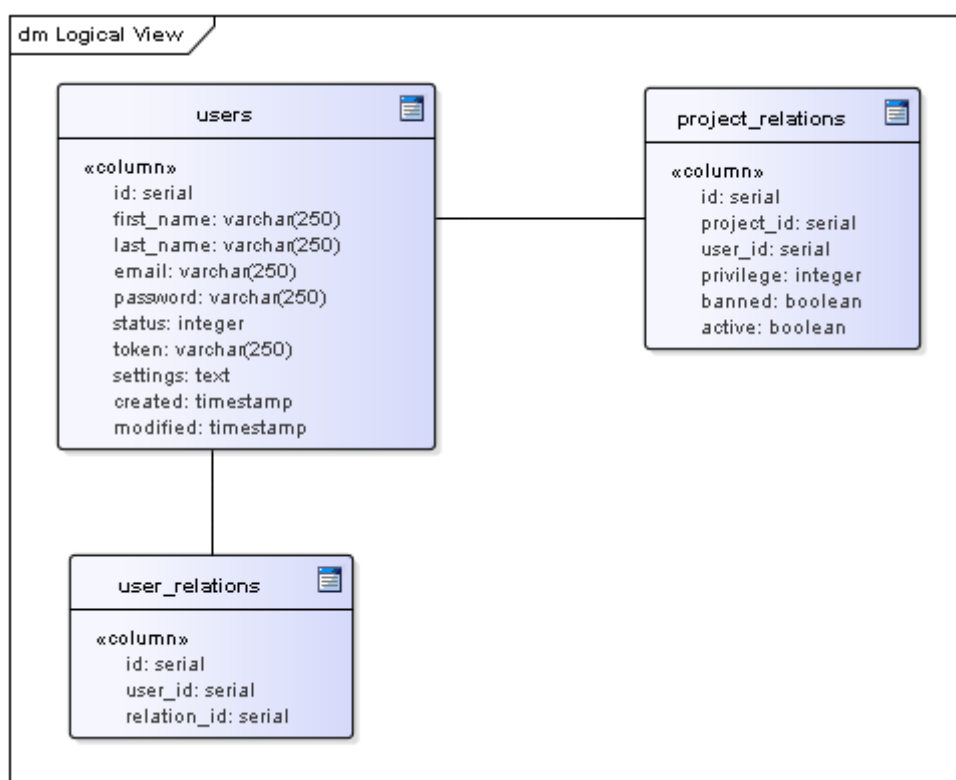 dm Logical View
users
«column»
id: serial
first_name: varchar(250)
last_name: varchar(250)
email: varchar(250)
password: varchar(250)
status: integer
token: varchar(250)
settings: text
created: timestamp
modified: timestamp
project_relations
«column»
id: serial
project_id: serial
user_id: serial
privilege: integer
banned: boolean
active: boolean
user_relations
«column»
id: serial
user_id: serial
relation_id: serial